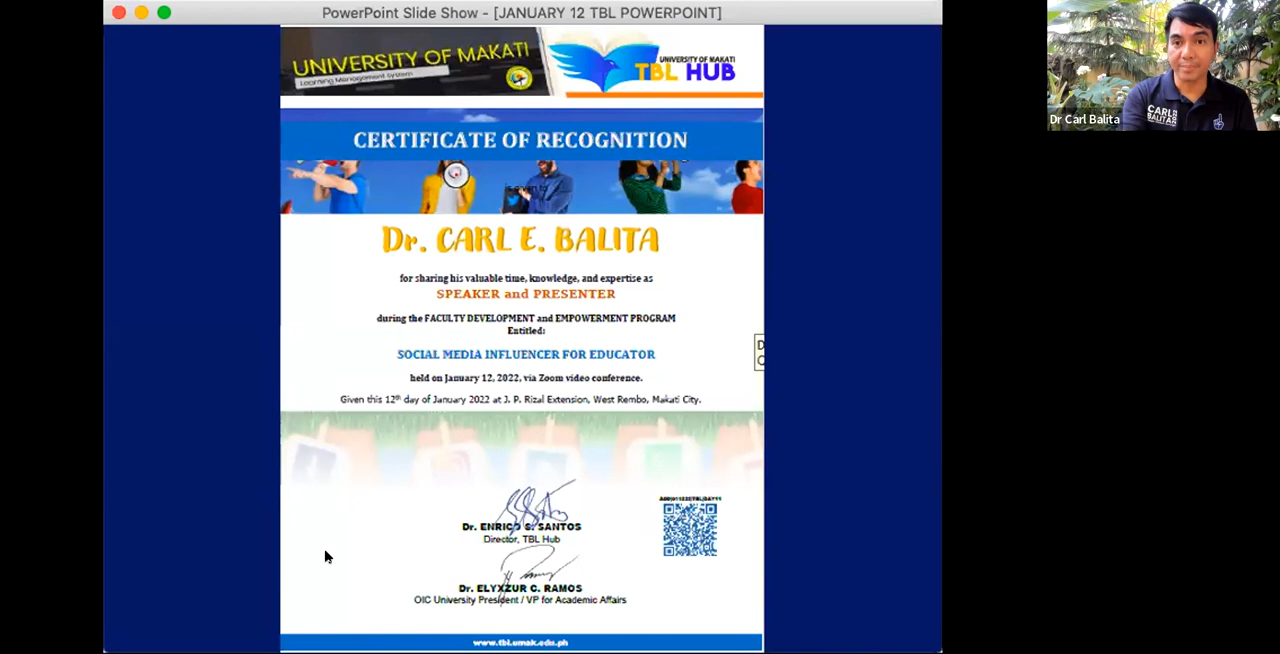 PowerPoint Slide Show - [JANUARY 12 TBL POWERPOINT]
UNIVERSITY OF MAKATI
Learning Management System
UNIVERSITY OF MAKATI
TBL HUB
CERTIFICATE OF RECOGNITION
is given to
Dr. CARL E. BALITA
for sharing his valuable time, knowledge, and expertise as
SPEAKER and PRESENTER
during the FACULTY DEVELOPMENT and EMPOWERMENT PROGRAM
Entitled:
SOCIAL MEDIA INFLUENCER FOR EDUCATOR
held on January 12, 2022, via Zoom video conference.
Given this 12th day of January 2022 at J. P. Rizal Extension, West Rembo, Makati City.
Dr. ENRICO S. SANTOS
Director, TBL Hub
Dr. ELYXZUR C. RAMOS
OIC University President / VP for Academic Affairs
www.tbl.umak.edu.ph
Dr Carl Balita
CARL
BALITA